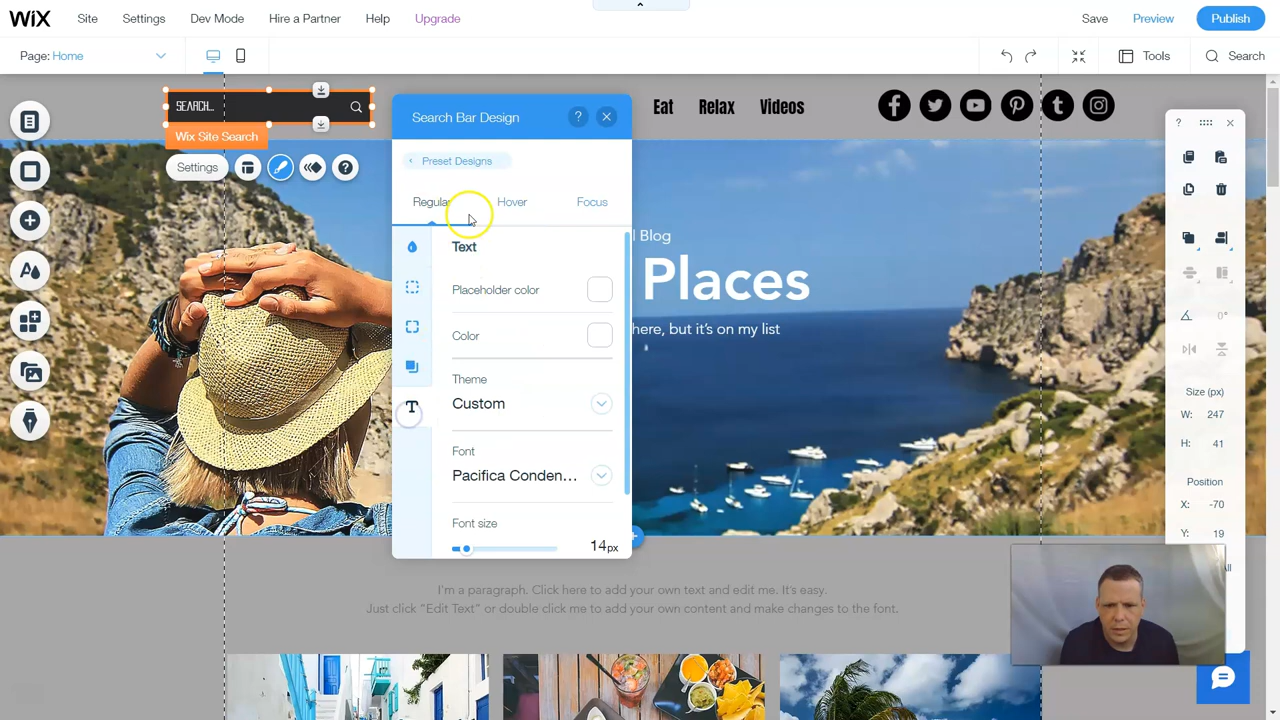 WiX Site Settings Dev Mode Hire a Partner Help Upgrade Save Preview Publish
Page: Home Tools Search
SEARCH...
Wix Site Search
Settings
Search Bar Design ?
Preset Designs
Regular Hover Focus
Text
Placeholder color
Color
Theme
Custom
Font
Pacifica Conden...
Font size
14px
Eat Relax Videos
l Blog
Places
here, but it's on my list
?
0°
Size (px)
W: 247
H: 41
Position
X: -70
Y: 19
All
I'm a paragraph. Click here to add your own text and edit me. It's easy.
Just click "Edit Text" or double click me to add your own content and make changes to the font.